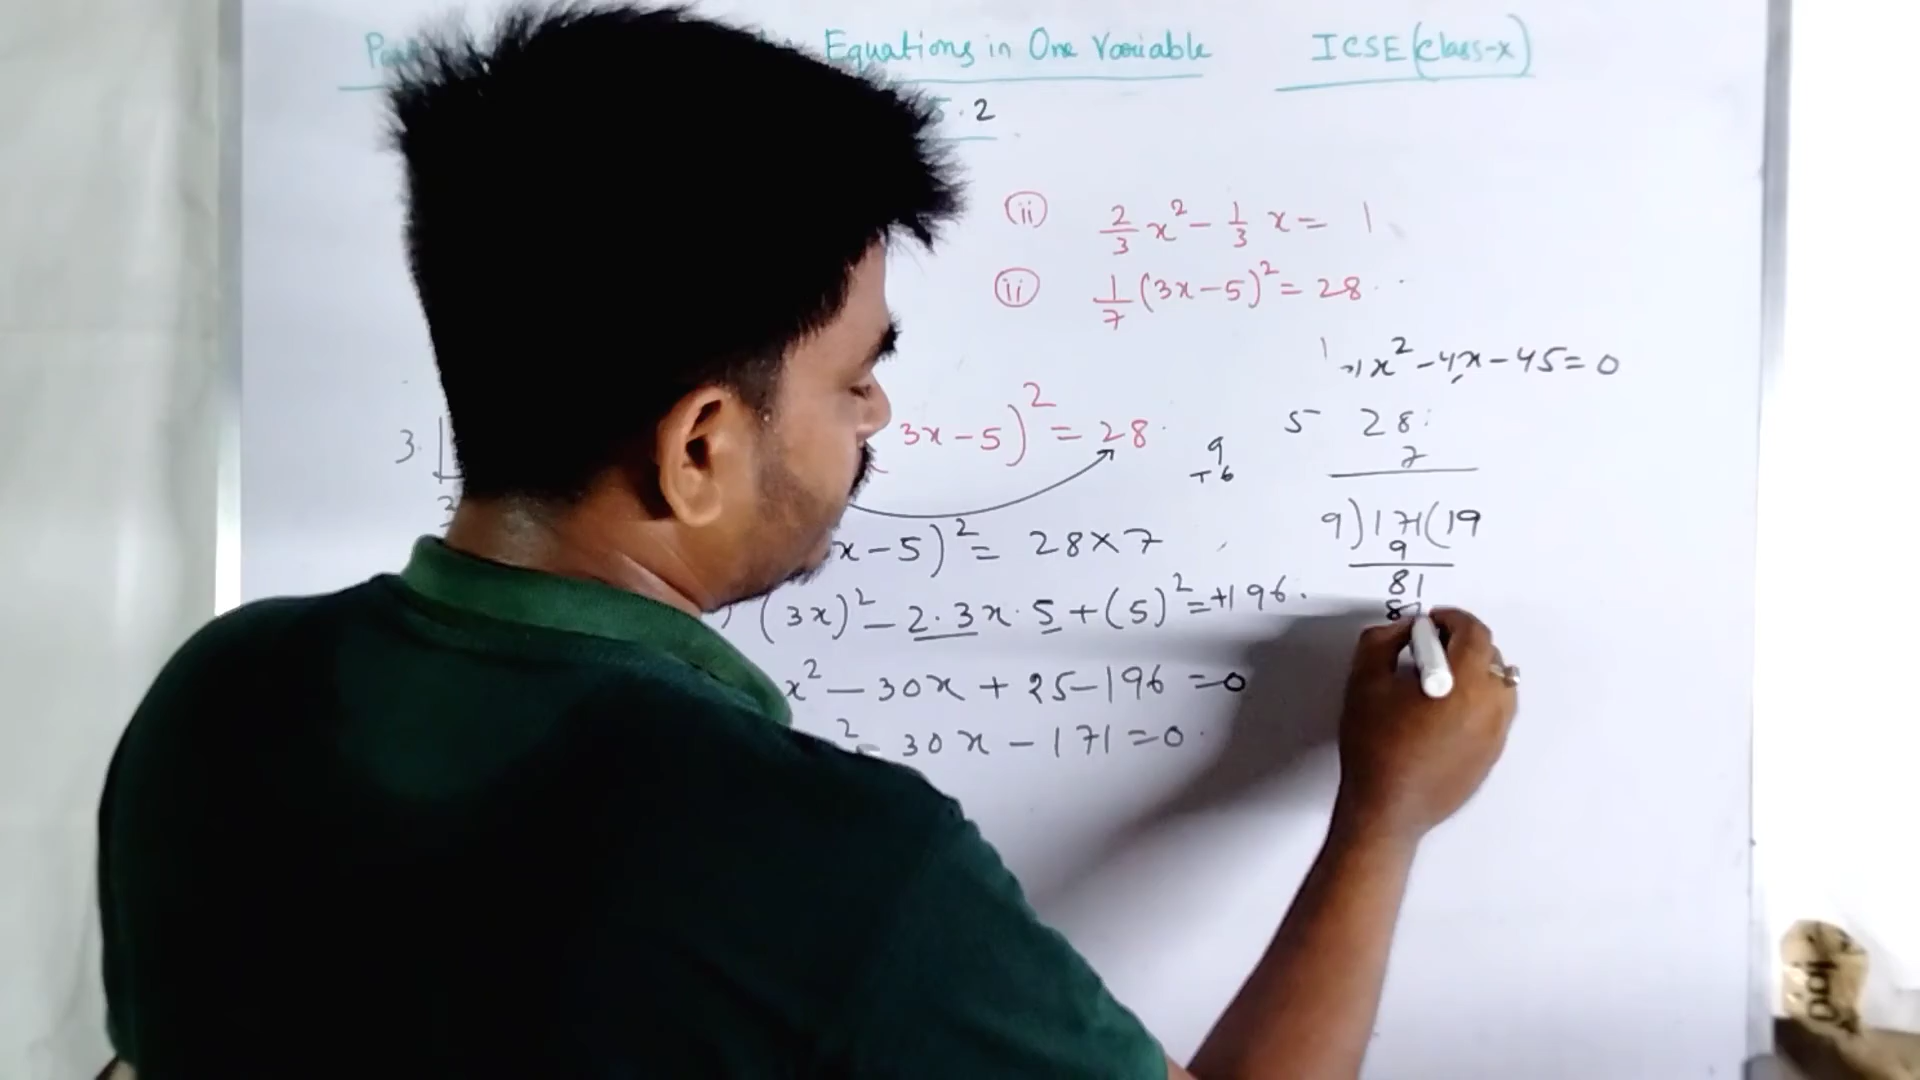 Equations in One Variable ICSE (Class-X)
5.2
(ii) 2/3 x² - 1/3 x = 1
(ii) 1/7 (3x-5)² = 28
x² - 4x - 45 = 0
3. 3x-5)² = 28
9
6
5 28
7
9)171(19
9
81
8
x-5)² = 28×7
(3x)² - 2.3x.5 + (5)² = +196.
x² - 30x + 25 - 196 = 0
² - 30x - 171 = 0